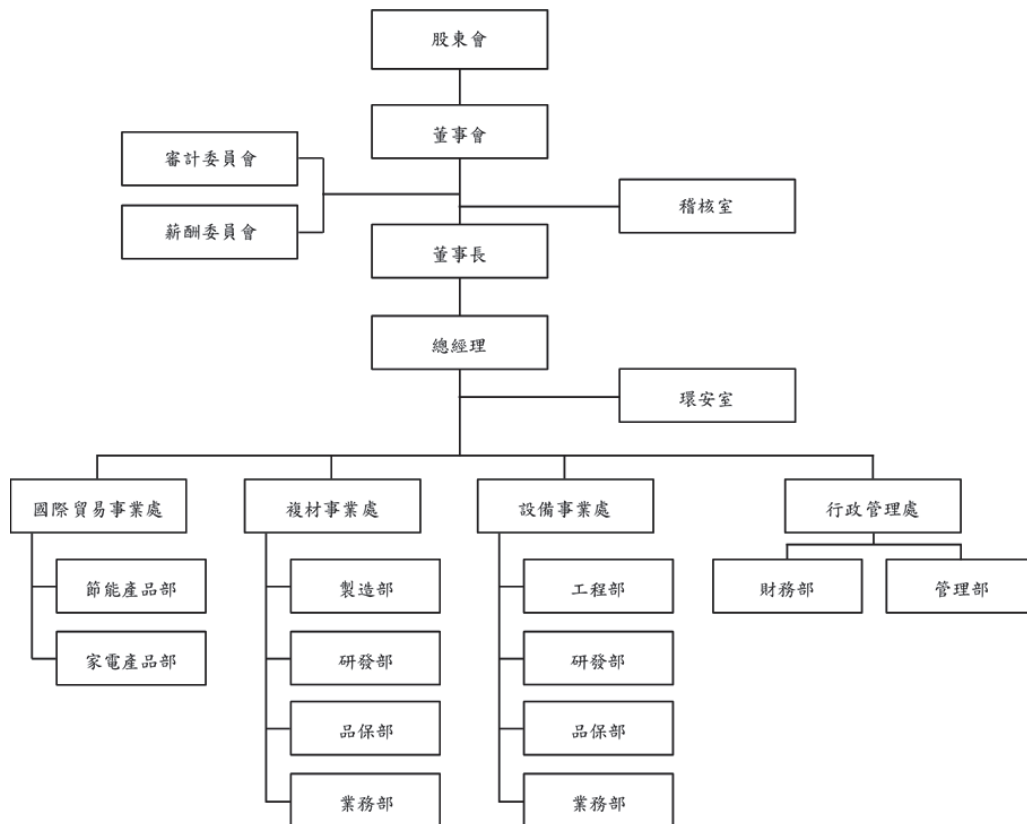 股東會
董事會
審計委員會
稽核室
薪酬委員會
董事長
總經理
環安室
國際貿易事業處
複材事業處
設備事業處
行政管理處
節能產品部
製造部
工程部
財務部
管理部
家電產品部
研發部
研發部
品保部
品保部
業務部
業務部